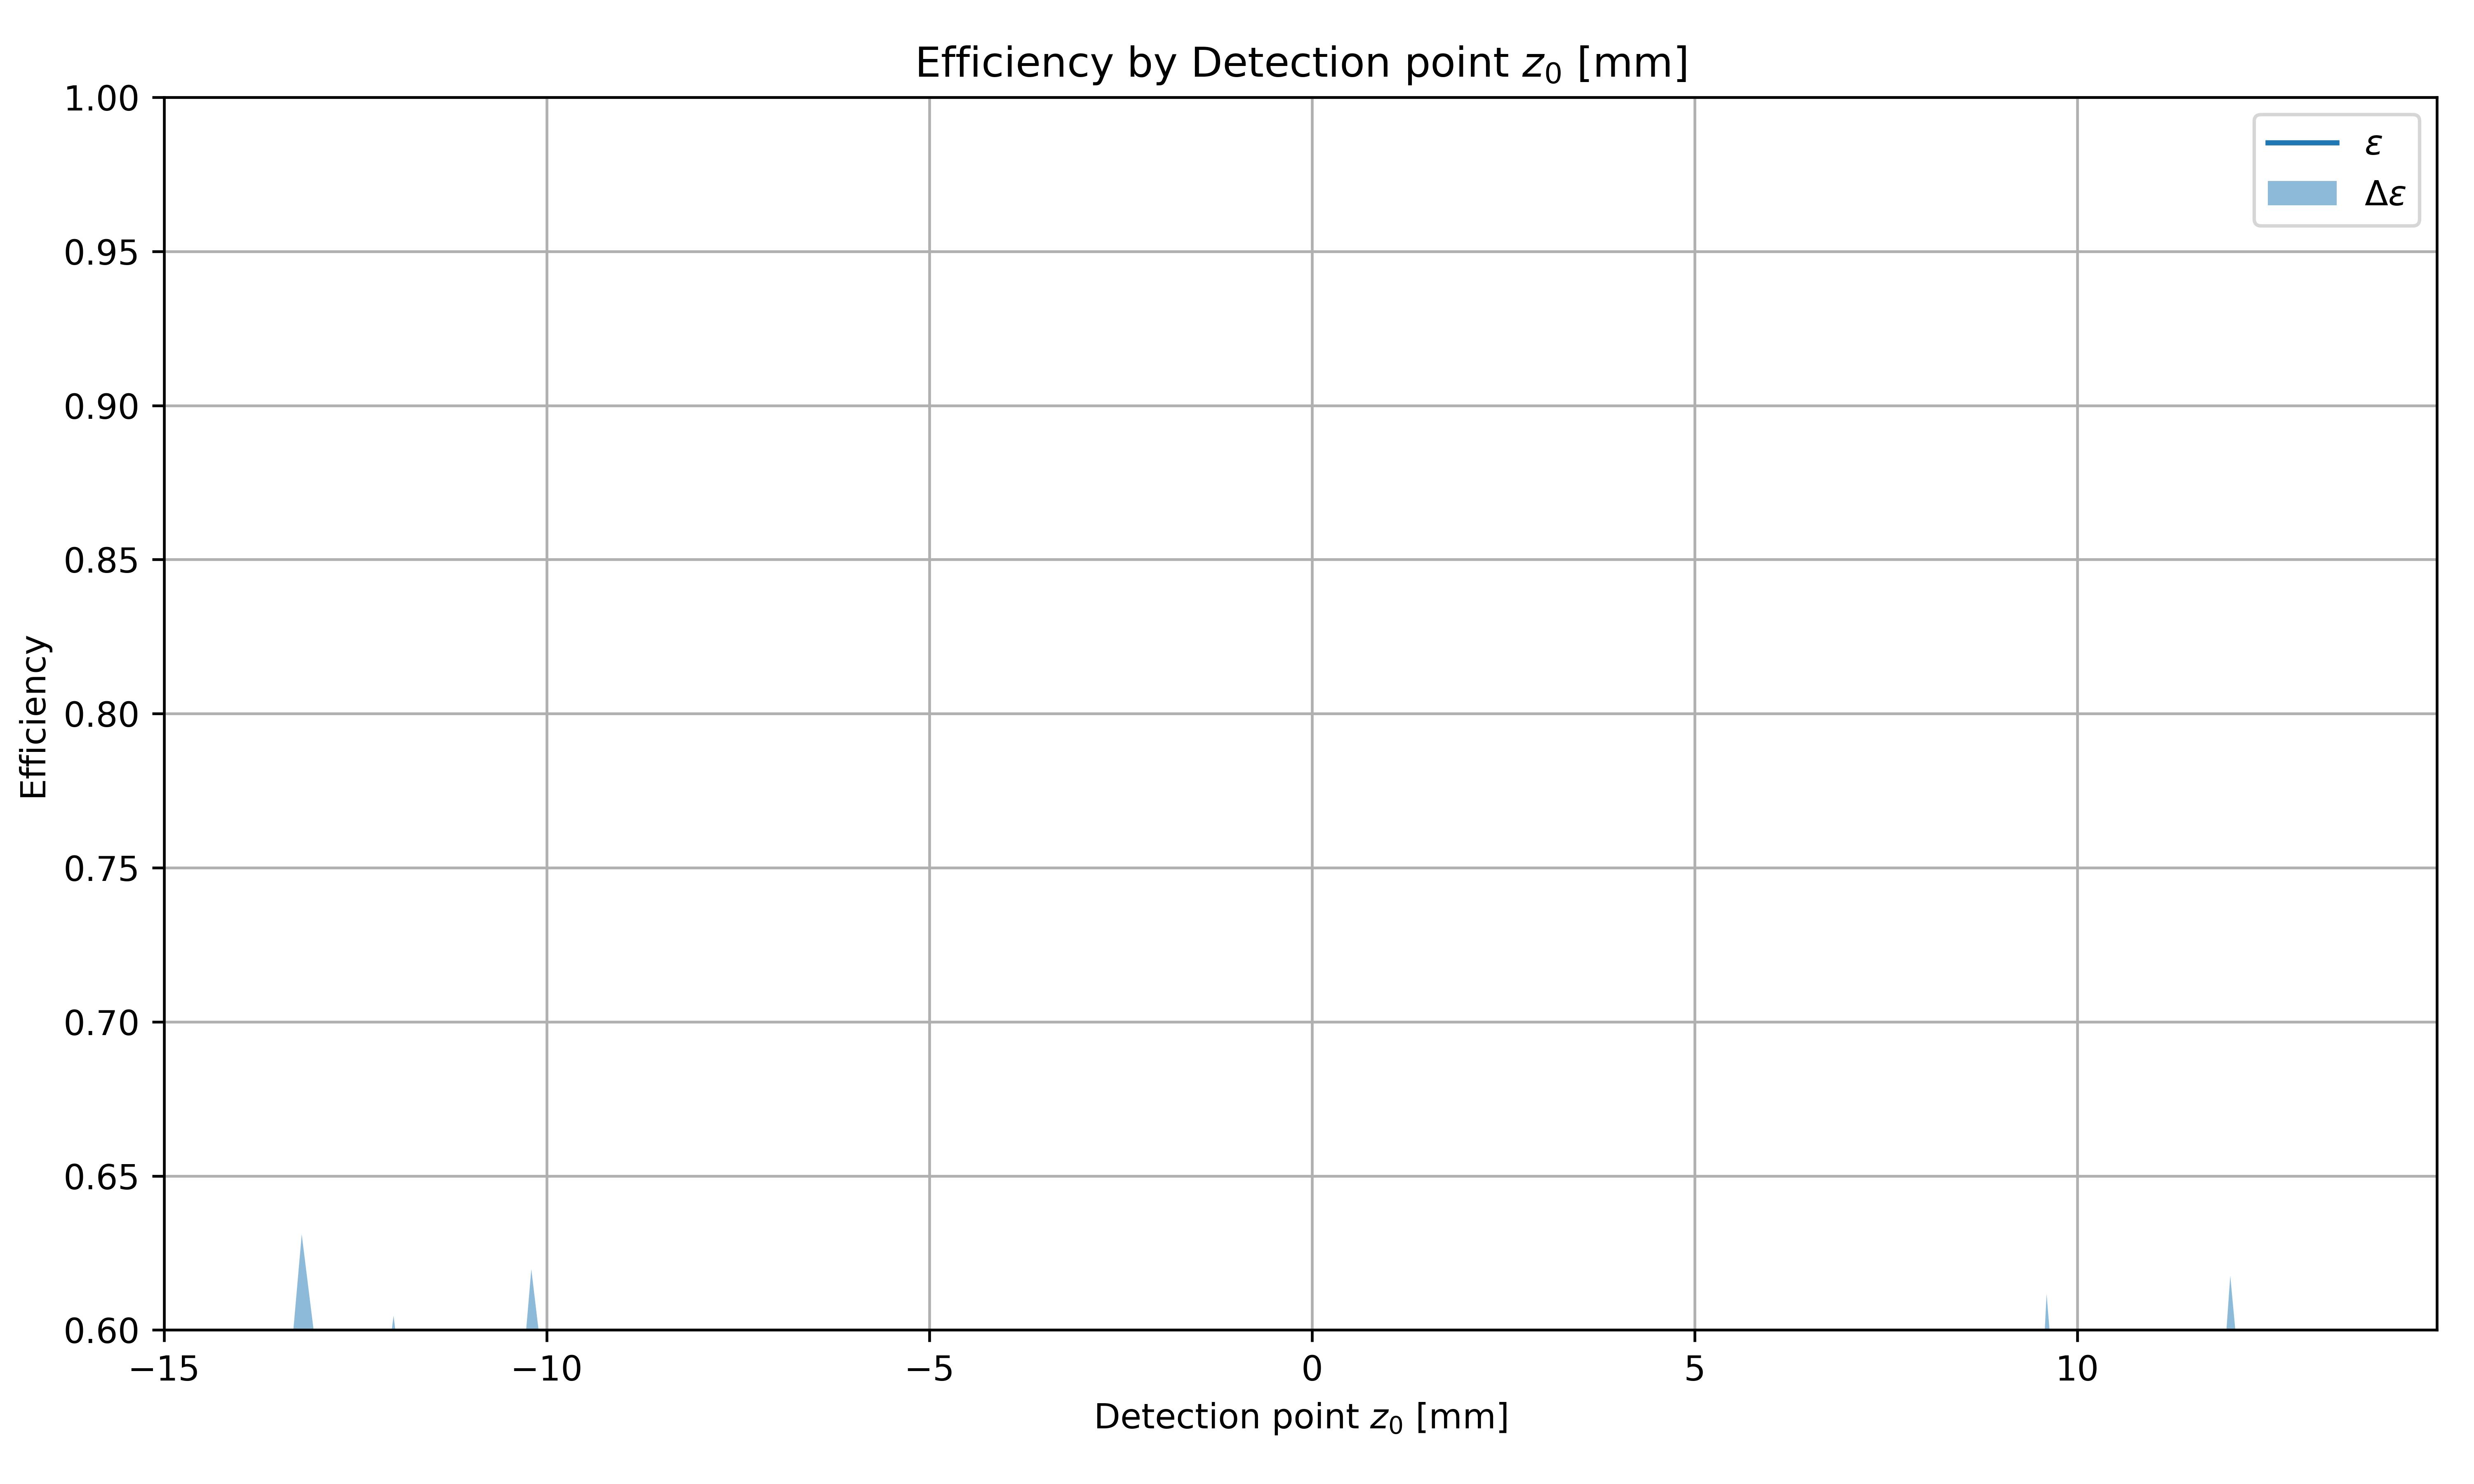 Efficiency by Detection point z₀ [mm]
1.00
0.95
0.90
0.85
0.80
0.75
0.70
0.65
0.60
Efficiency
ε
Δε
−15 −10 −5 0 5 10
Detection point z₀ [mm]